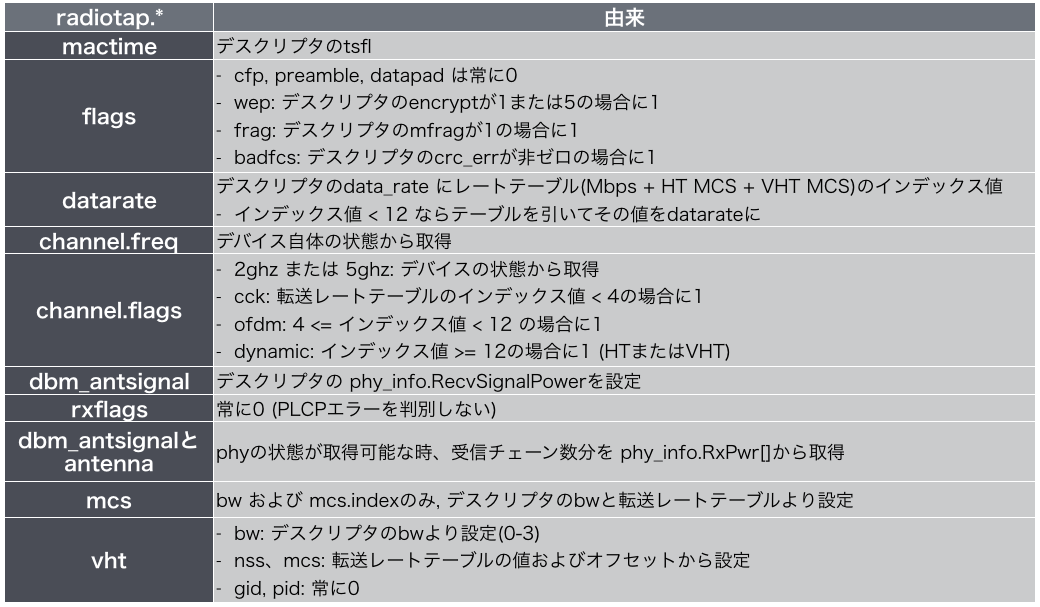 radiotap.*
由来
mactime
デスクリプタのtsfl
flags
- cfp, preamble, datapad は常に0
- wep: デスクリプタのencryptが1または5の場合に1
- frag: デスクリプタのmfragが1の場合に1
- badfcs: デスクリプタのcrc_errが非ゼロの場合に1
datarate
デスクリプタのdata_rate にレートテーブル(Mbps + HT MCS + VHT MCS)のインデックス値
- インデックス値 < 12 ならテーブルを引いてその値をdatarateに
channel.freq
デバイス自体の状態から取得
channel.flags
- 2ghz または 5ghz: デバイスの状態から取得
- cck: 転送レートテーブルのインデックス値 < 4の場合に1
- ofdm: 4 <= インデックス値 < 12 の場合に1
- dynamic: インデックス値 >= 12の場合に1 (HTまたはVHT)
dbm_antsignal
デスクリプタの phy_info.RecvSignalPowerを設定
rxflags
常に0 (PLCPエラーを判別しない)
dbm_antsignalと
antenna
phyの状態が取得可能な時、受信チェーン数分を phy_info.RxPwr[]から取得
mcs
bw および mcs.indexのみ, デスクリプタのbwと転送レートテーブルより設定
vht
- bw: デスクリプタのbwより設定(0-3)
- nss、mcs: 転送レートテーブルの値およびオフセットから設定
- gid, pid: 常に0